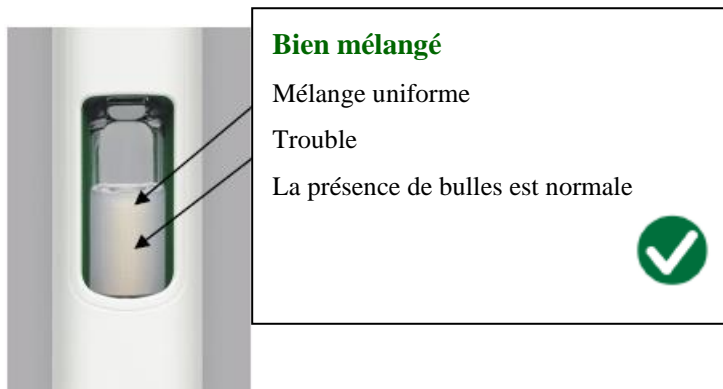 Bien mélangé
Mélange uniforme
Trouble
La présence de bulles est normale